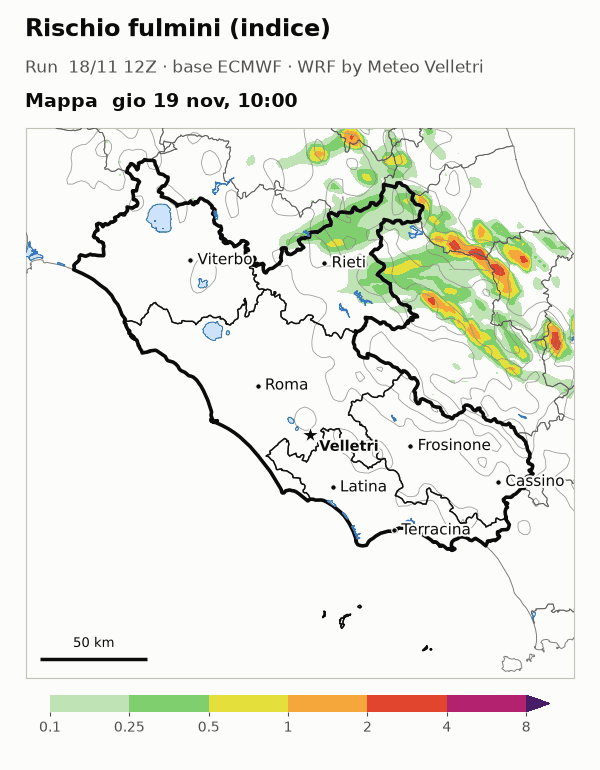 Rischio fulmini (indice)
Run  18/11 12Z · base ECMWF · WRF by Meteo Velletri
Mappa  gio 19 nov, 10:00
Viterbo
Rieti
Roma
Velletri
Frosinone
Latina
Cassino
Terracina
50 km
0.1 0.25 0.5 1 2 4 8